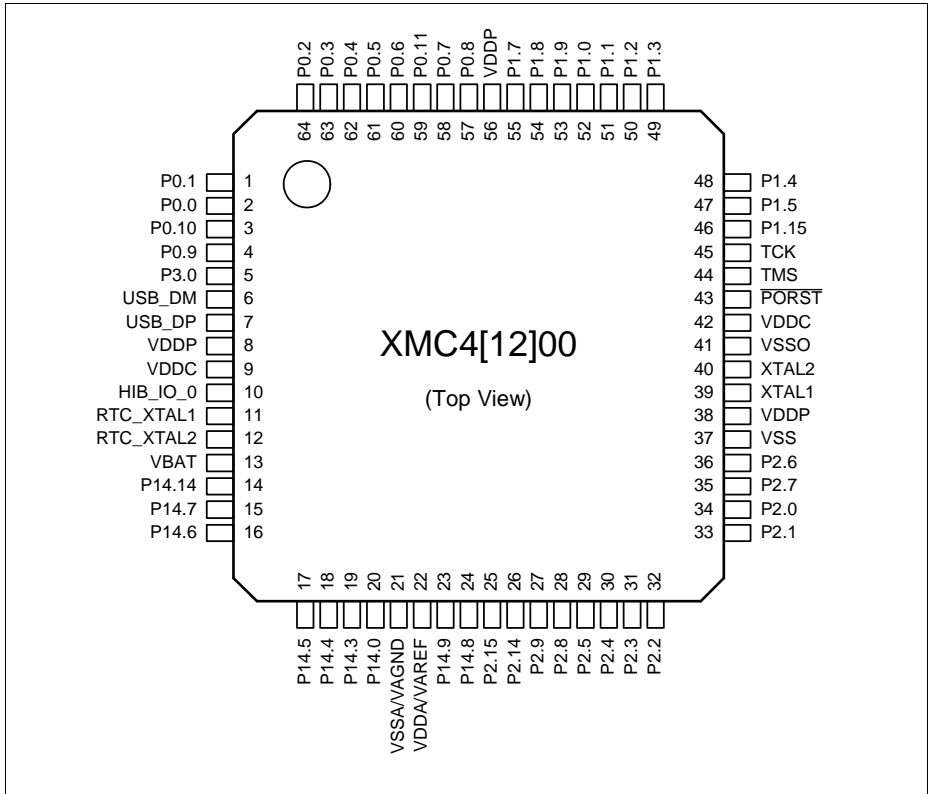 P0.2
P0.3
P0.4
P0.5
P0.6
P0.11
P0.7
P0.8
VDDP
P1.7
P1.8
P1.9
P1.0
P1.1
P1.2
P1.3
64
63
62
61
60
59
58
57
56
55
54
53
52
51
50
49
P0.1 1
P0.0 2
P0.10 3
P0.9 4
P3.0 5
USB_DM 6
USB_DP 7
VDDP 8
VDDC 9
HIB_IO_0 10
RTC_XTAL1 11
RTC_XTAL2 12
VBAT 13
P14.14 14
P14.7 15
P14.6 16
XMC4[12]00
(Top View)
48 P1.4
47 P1.5
46 P1.15
45 TCK
44 TMS
43 PORST
42 VDDC
41 VSSO
40 XTAL2
39 XTAL1
38 VDDP
37 VSS
36 P2.6
35 P2.7
34 P2.0
33 P2.1
17
18
19
20
21
22
23
24
25
26
27
28
29
30
31
32
P14.5
P14.4
P14.3
P14.0
VSSA/VAGND
VDDA/VAREF
P14.9
P14.8
P2.15
P2.14
P2.9
P2.8
P2.5
P2.4
P2.3
P2.2